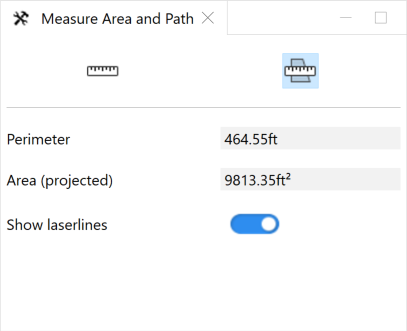 Measure Area and Path
Perimeter 464.55ft
Area (projected) 9813.35ft²
Show laserlines